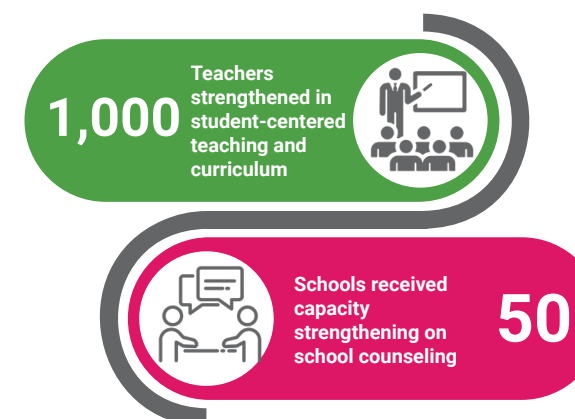 1,000
Teachers
strengthened in
student-centered
teaching and
curriculum
Schools received
capacity
strengthening on
school counseling
50